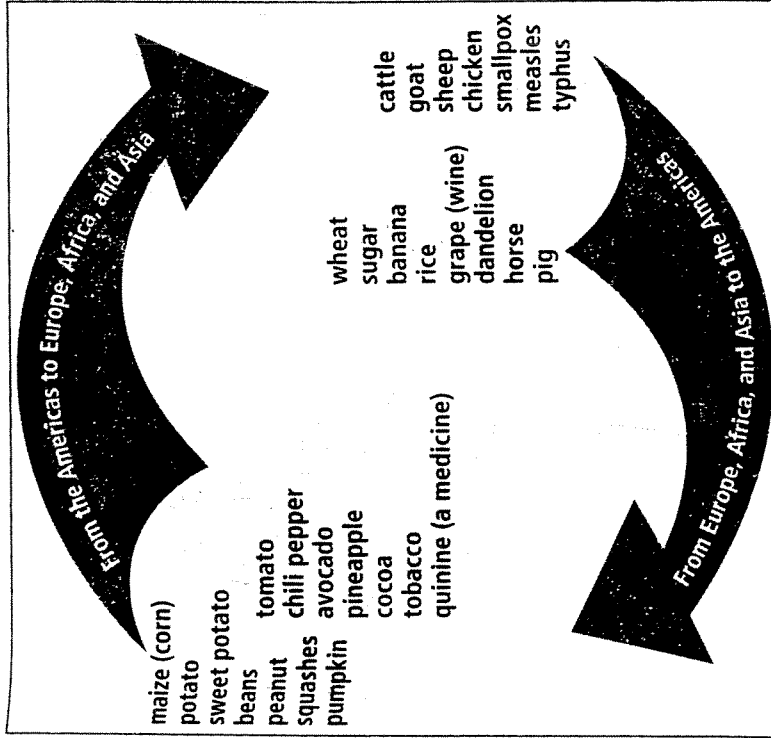 From the Americas to Europe, Africa, and Asia
maize (corn)
potato
sweet potato
beans
peanut
squashes
pumpkin
tomato
chili pepper
avocado
pineapple
cocoa
tobacco
quinine (a medicine)
wheat
sugar
banana
rice
grape (wine)
dandelion
horse
pig
cattle
goat
sheep
chicken
smallpox
measles
typhus
From Europe, Africa, and Asia to the Americas